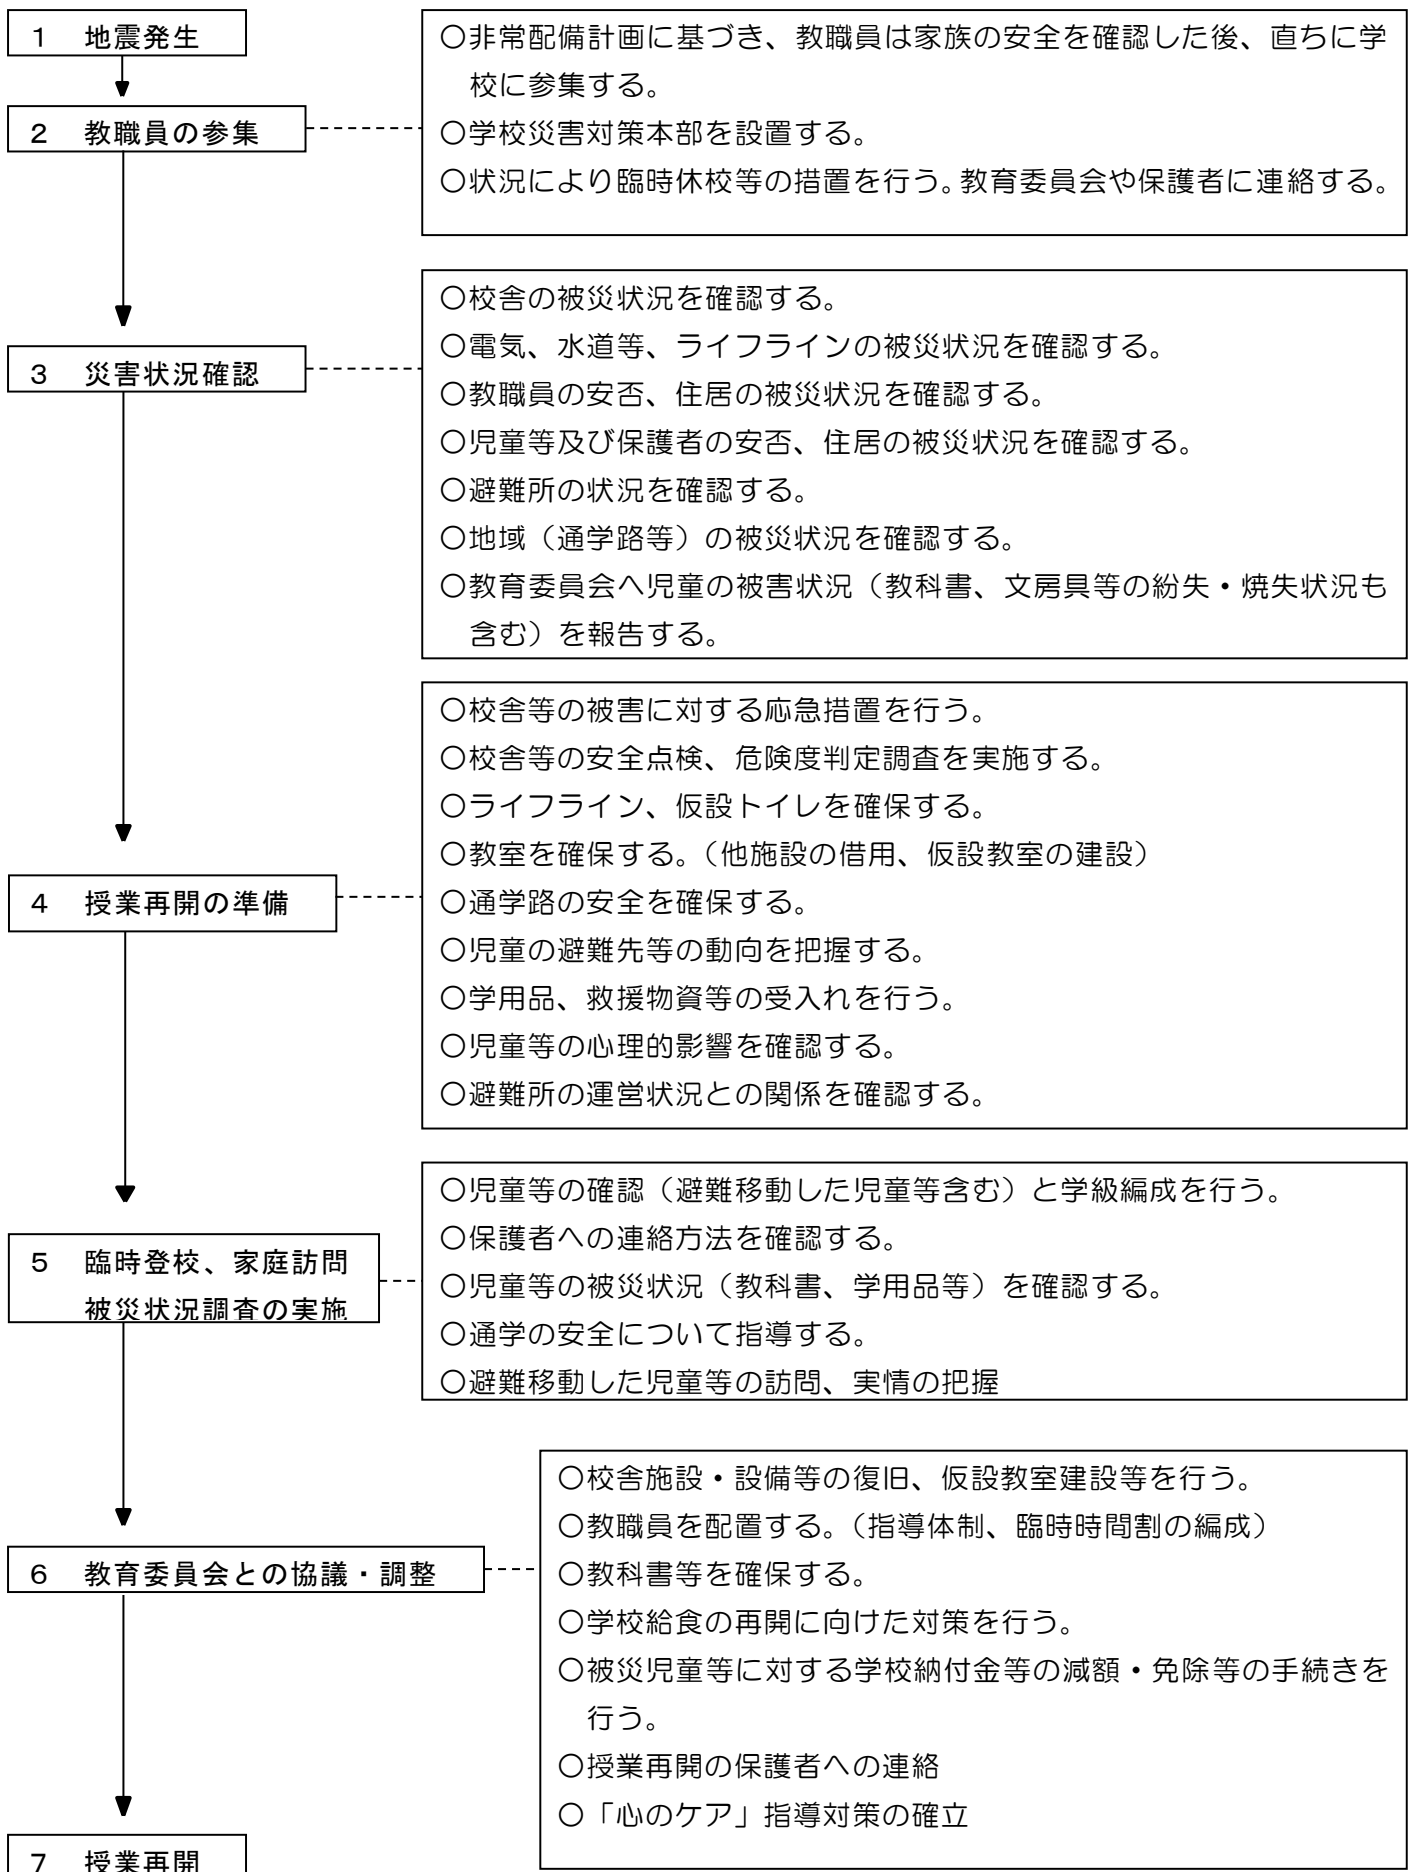 １　地震発生
２　教職員の参集
○非常配備計画に基づき、教職員は家族の安全を確認した後、直ちに学
校に参集する。
○学校災害対策本部を設置する。
○状況により臨時休校等の措置を行う。教育委員会や保護者に連絡する。
３　災害状況確認
○校舎の被災状況を確認する。
○電気、水道等、ライフラインの被災状況を確認する。
○教職員の安否、住居の被災状況を確認する。
○児童等及び保護者の安否、住居の被災状況を確認する。
○避難所の状況を確認する。
○地域（通学路等）の被災状況を確認する。
○教育委員会へ児童の被害状況（教科書、文房具等の紛失・焼失状況も
含む）を報告する。
４　授業再開の準備
○校舎等の被害に対する応急措置を行う。
○校舎等の安全点検、危険度判定調査を実施する。
○ライフライン、仮設トイレを確保する。
○教室を確保する。（他施設の借用、仮設教室の建設）
○通学路の安全を確保する。
○児童の避難先等の動向を把握する。
○学用品、救援物資等の受入れを行う。
○児童等の心理的影響を確認する。
○避難所の運営状況との関係を確認する。
５　臨時登校、家庭訪問
被災状況調査の実施
○児童等の確認（避難移動した児童等含む）と学級編成を行う。
○保護者への連絡方法を確認する。
○児童等の被災状況（教科書、学用品等）を確認する。
○通学の安全について指導する。
○避難移動した児童等の訪問、実情の把握
６　教育委員会との協議・調整
○校舎施設・設備等の復旧、仮設教室建設等を行う。
○教職員を配置する。（指導体制、臨時時間割の編成）
○教科書等を確保する。
○学校給食の再開に向けた対策を行う。
○被災児童等に対する学校納付金等の減額・免除等の手続きを
行う。
○授業再開の保護者への連絡
○「心のケア」指導対策の確立
７　授業再開